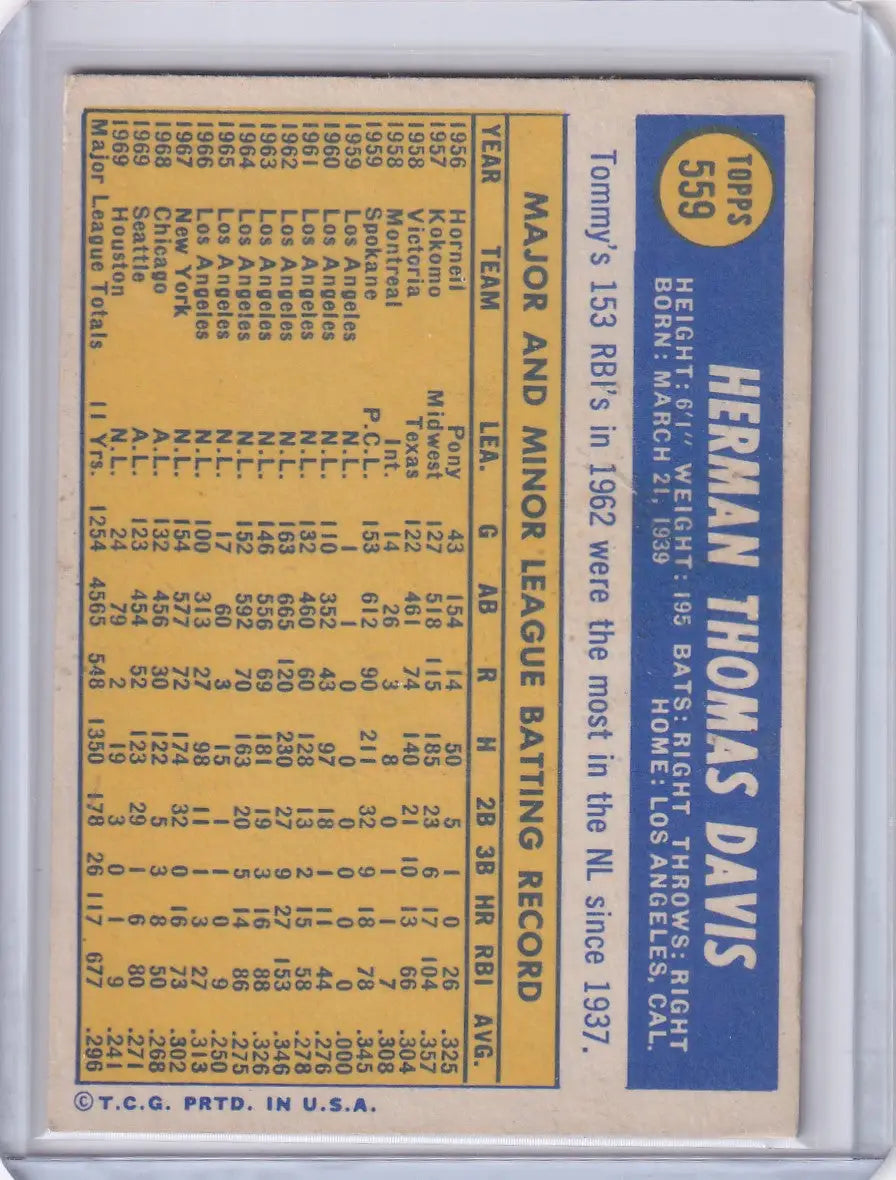 TOPPS
559
HERMAN THOMAS DAVIS
HEIGHT: 6'1" WEIGHT: 195 BATS: RIGHT THROWS: RIGHT
BORN: MARCH 21, 1939 HOME: LOS ANGELES, CAL.
Tommy's 153 RBI's in 1962 were the most in the NL since 1937.
MAJOR AND MINOR LEAGUE BATTING RECORD
YEAR TEAM LEA. G AB R H 2B 3B HR RBI AVG.
1956 Horneil Pony 43 154 14 50 5 1 0 26 .325
1957 Kokomo Midwest 127 518 115 185 23 6 17 104 .357
1958 Victoria Texas 122 461 74 140 21 10 13 66 .304
1958 Montreal Int. 14 26 3 8 0 1 1 7 .308
1959 Spokane P.C.L. 153 612 90 211 32 9 18 78 .345
1959 Los Angeles N.L. 1 1 0 0 0 0 0 0 .000
1960 Los Angeles N.L. 110 352 43 97 18 1 11 44 .276
1961 Los Angeles N.L. 132 460 60 128 13 2 15 58 .278
1962 Los Angeles N.L. 163 665 120 230 27 9 27 153 .346
1963 Los Angeles N.L. 146 556 69 181 19 3 16 88 .326
1964 Los Angeles N.L. 152 592 70 163 20 5 14 86 .275
1965 Los Angeles N.L. 17 60 3 15 1 1 0 9 .250
1966 Los Angeles N.L. 100 313 27 98 11 1 3 27 .313
1967 New York N.L. 154 577 72 174 32 0 16 73 .302
1968 Chicago A.L. 132 456 30 122 5 3 8 50 .268
1969 Seattle A.L. 123 454 52 123 29 1 6 80 .271
1969 Houston N.L. 24 79 2 19 3 0 1 9 .241
Major League Totals 11 Yrs. 1254 4565 548 1350 178 26 117 677 .296
© T.C.G. PRTD. IN U.S.A.